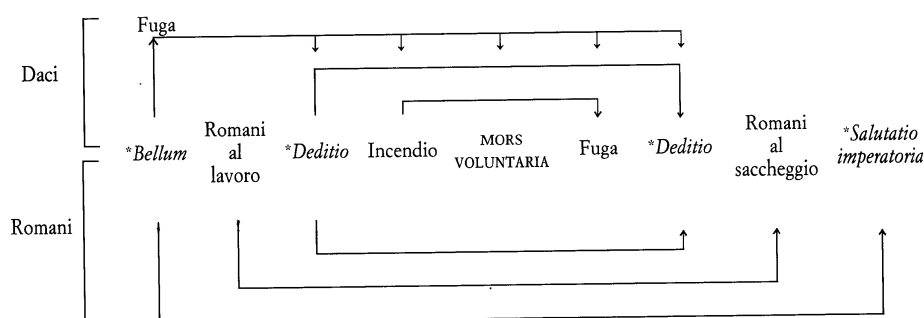 Fuga
Daci
*Bellum
Romani
al
lavoro
*Deditio
Incendio
MORS
VOLUNTARIA
Fuga
*Deditio
Romani
al
saccheggio
*Salutatio
imperatoria
Romani